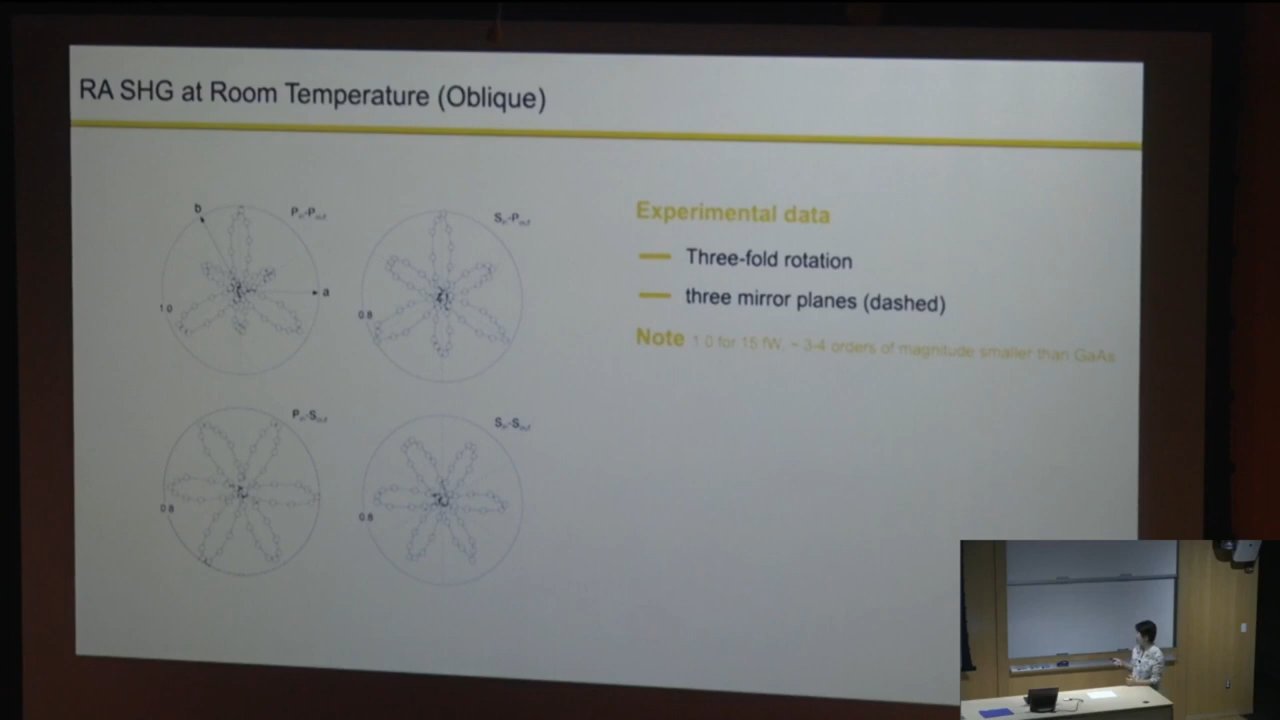 RA SHG at Room Temperature (Oblique)
b
a
1.0
Pin-Pout
0.8
Sin-Pout
0.8
Pin-Sout
0.8
Sin-Sout
Experimental data
Three-fold rotation
three mirror planes (dashed)
Note 1.0 for 15 fW. ~ 3-4 orders of magnitude smaller than GaAs